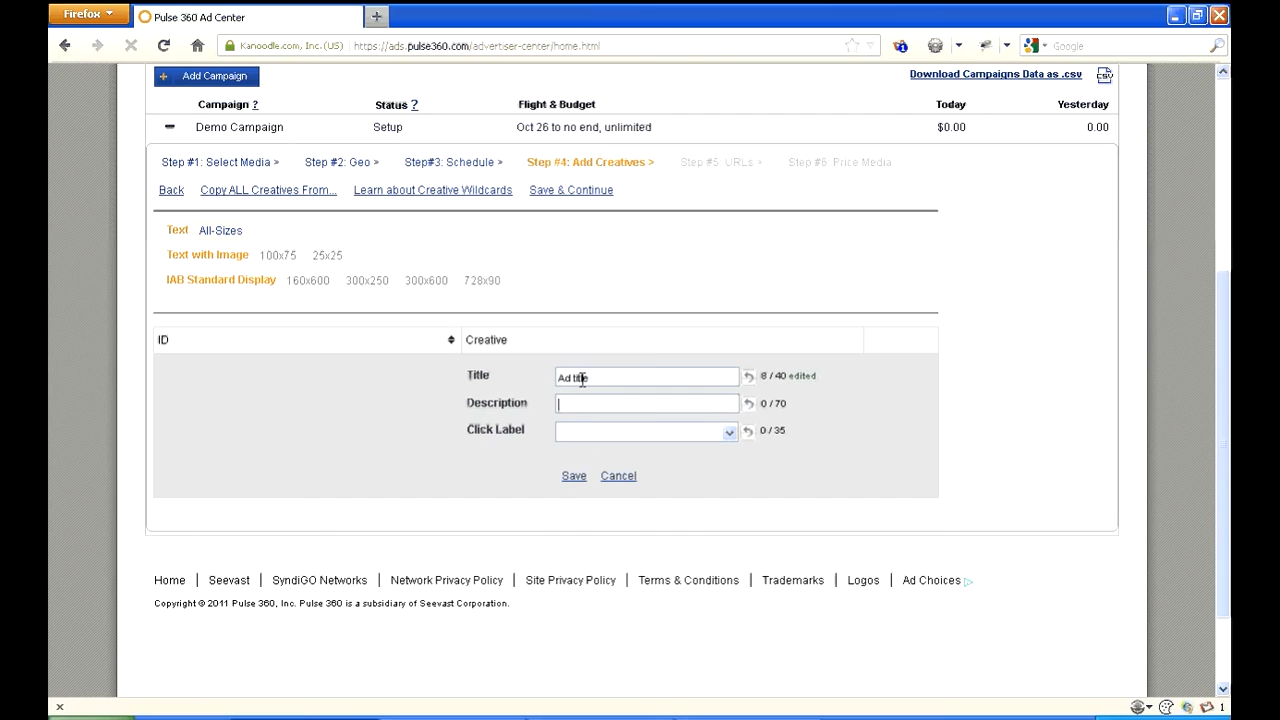 Firefox
Pulse 360 Ad Center
Kanoodle.com, Inc. (US) https://ads.pulse360.com/advertiser-center/home.html Google
+ Add Campaign Download Campaigns Data as .csv CSV
Campaign ? Status ? Flight & Budget Today Yesterday
Demo Campaign Setup Oct 26 to no end, unlimited $0.00 0.00
Step #1: Select Media > Step #2: Geo > Step#3: Schedule > Step #4: Add Creatives > Step #5 URLs > Step #6 Price Media
Back Copy ALL Creatives From... Learn about Creative Wildcards Save & Continue
Text All-Sizes
Text with Image 100x75 25x25
IAB Standard Display 160x600 300x250 300x600 728x90
ID Creative
Title Ad title 8 / 40 edited
Description 0 / 70
Click Label 0 / 35
Save Cancel
Home | Seevast | SyndiGO Networks | Network Privacy Policy | Site Privacy Policy | Terms & Conditions | Trademarks | Logos | Ad Choices
Copyright © 2011 Pulse 360, Inc. Pulse 360 is a subsidiary of Seevast Corporation.
x 1